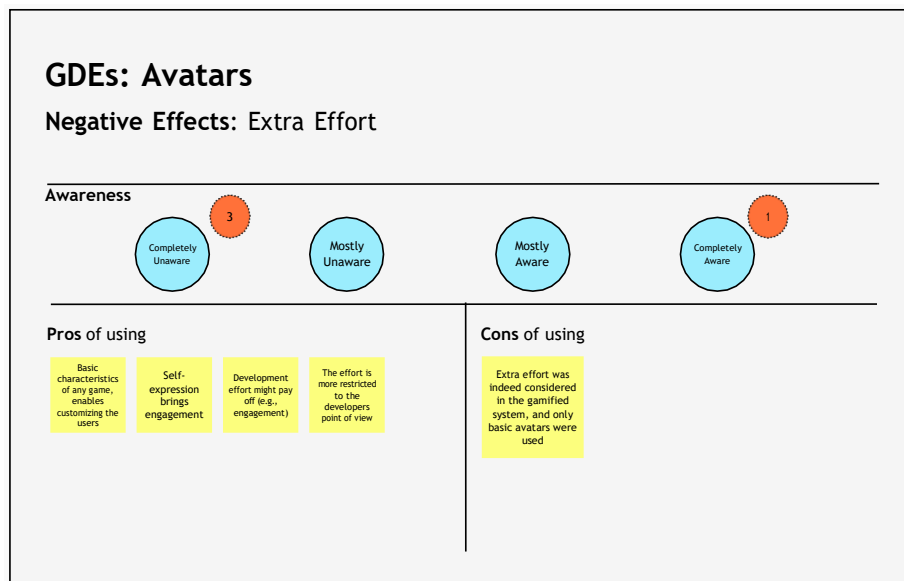 GDEs: Avatars
Negative Effects: Extra Effort
Awareness
Completely
Unaware
3
Mostly
Unaware
Mostly
Aware
Completely
Aware
1
Pros of using
Basic
characteristics
of any game,
enables
customizing the
users
Self-
expression
brings
engagement
Development
effort might pay
off (e.g.,
engagement)
The effort is
more restricted
to the
developers
point of view
Cons of using
Extra effort was
indeed considered
in the gamified
system, and only
basic avatars were
used